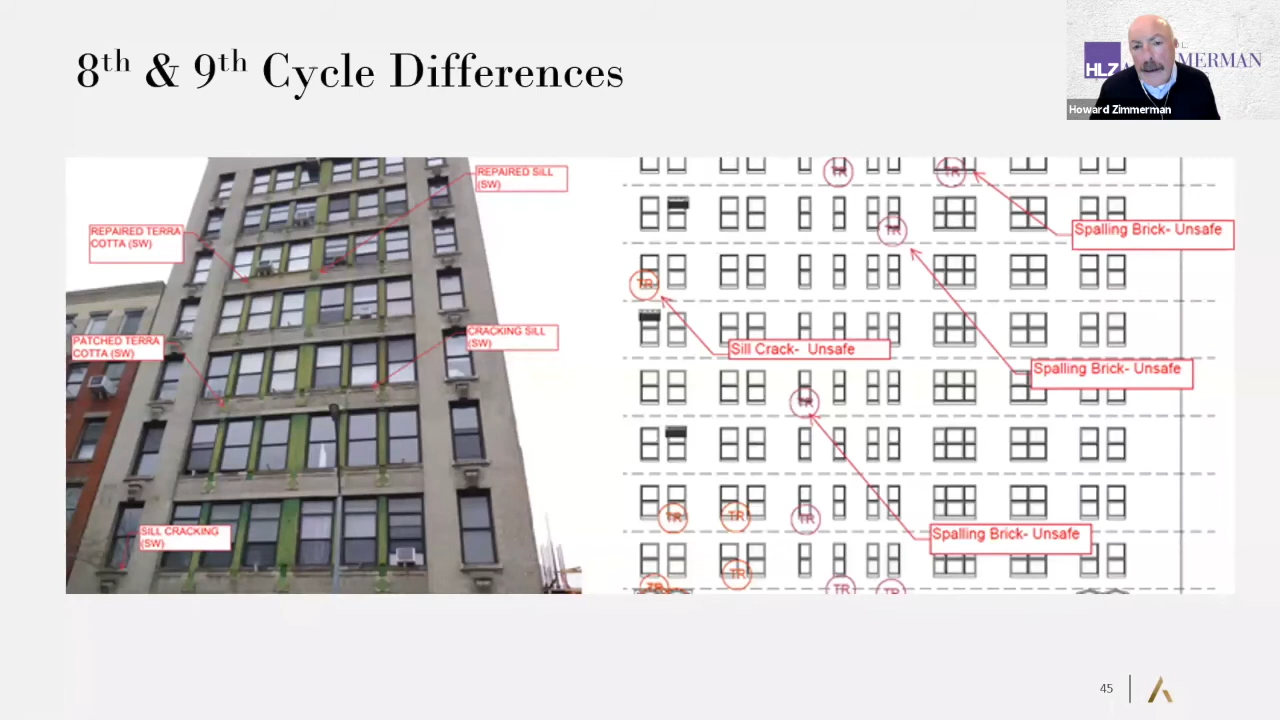 8th & 9th Cycle Differences
HLZ
MERMAN
Howard Zimmerman
REPAIRED SILL
(SW)
REPAIRED TERRA
COTTA (SW)
PATCHED TERRA
COTTA (SW)
CRACKING SILL
(SW)
SILL CRACKING
(SW)
TR
TR
Spalling Brick- Unsafe
TR
TR
Sill Crack- Unsafe
Spalling Brick- Unsafe
TR
TR
TR
TR
Spalling Brick- Unsafe
TR
TR
TR
TR
45